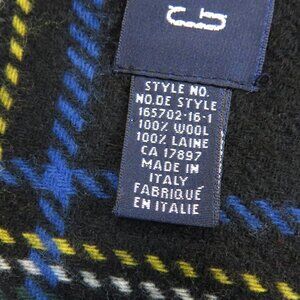 STYLE NO.
NO.DE STYLE
165702-16-1
100% WOOL
100% LAINE
CA 17897
MADE IN
ITALY
FABRIQUÉ
EN ITALIE